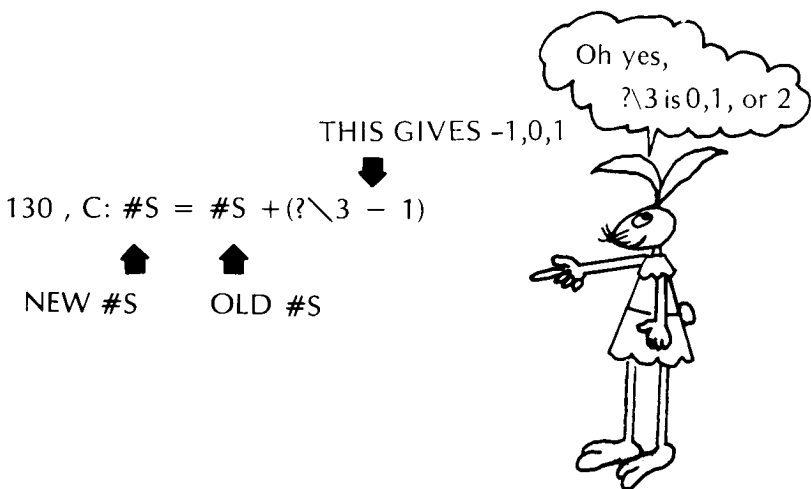 Oh yes,
?\3 is 0,1, or 2
THIS GIVES -1,0,1
130 , C: #S = #S +(?\3 − 1)
NEW #S OLD #S